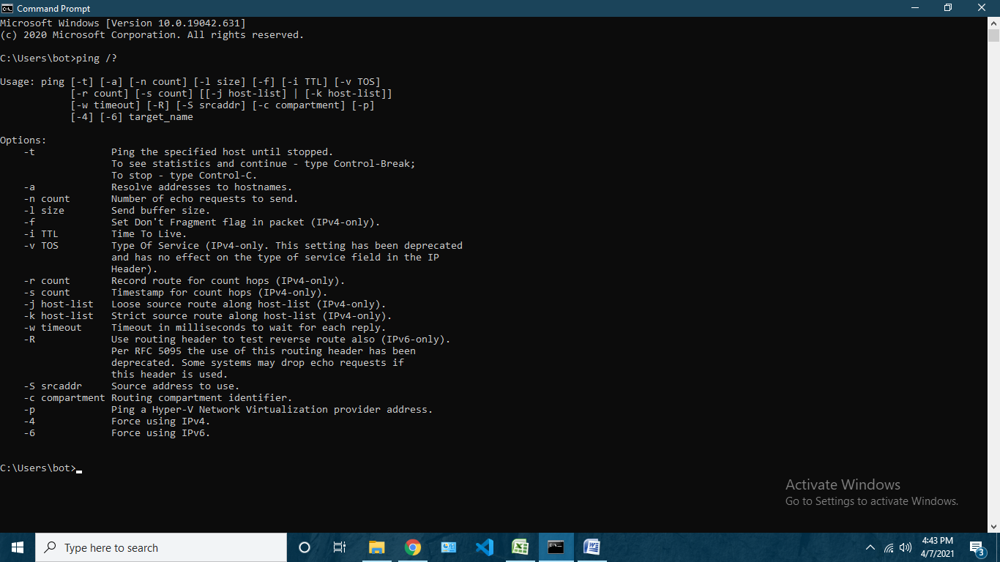 Command Prompt
Microsoft Windows [Version 10.0.19042.631]
(c) 2020 Microsoft Corporation. All rights reserved.
C:\Users\bot>ping /?
Usage: ping [-t] [-a] [-n count] [-l size] [-f] [-i TTL] [-v TOS]
[-r count] [-s count] [[-j host-list] | [-k host-list]]
[-w timeout] [-R] [-S srcaddr] [-c compartment] [-p]
[-4] [-6] target_name
Options:
-t Ping the specified host until stopped.
To see statistics and continue - type Control-Break;
To stop - type Control-C.
-a Resolve addresses to hostnames.
-n count Number of echo requests to send.
-l size Send buffer size.
-f Set Don't Fragment flag in packet (IPv4-only).
-i TTL Time To Live.
-v TOS Type Of Service (IPv4-only. This setting has been deprecated
and has no effect on the type of service field in the IP
Header).
-r count Record route for count hops (IPv4-only).
-s count Timestamp for count hops (IPv4-only).
-j host-list Loose source route along host-list (IPv4-only).
-k host-list Strict source route along host-list (IPv4-only).
-w timeout Timeout in milliseconds to wait for each reply.
-R Use routing header to test reverse route also (IPv6-only).
Per RFC 5095 the use of this routing header has been
deprecated. Some systems may drop echo requests if
this header is used.
-S srcaddr Source address to use.
-c compartment Routing compartment identifier.
-p Ping a Hyper-V Network Virtualization provider address.
-4 Force using IPv4.
-6 Force using IPv6.
C:\Users\bot>
Activate Windows
Go to Settings to activate Windows.
Type here to search
4:43 PM
4/7/2021
3